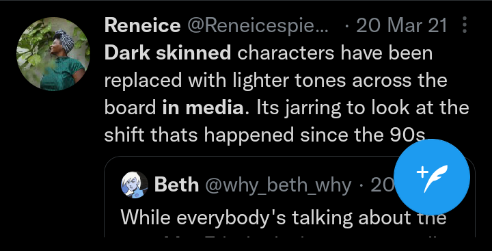 Reneice @Reneicespie... · 20 Mar 21
Dark skinned characters have been
replaced with lighter tones across the
board in media. Its jarring to look at the
shift thats happened since the 90s
Beth @why_beth_why · 20
While everybody's talking about the